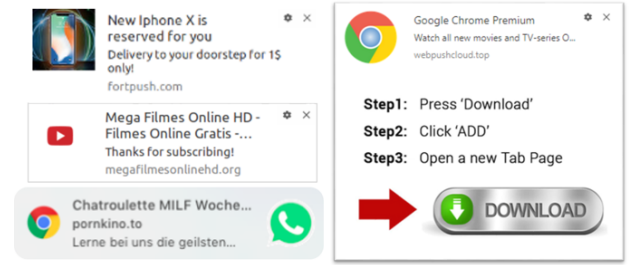 New Iphone X is
reserved for you
Delivery to your doorstep for 1$
only!
fortpush.com
Mega Filmes Online HD -
Filmes Online Gratis -...
Thanks for subscribing!
megafilmesonlinehd.org
Chatroulette MILF Woche...
pornkino.to
Lerne bei uns die geilsten...
Google Chrome Premium
Watch all new movies and TV-series O...
webpushcloud.top
Step1: Press ‘Download’
Step2: Click ‘ADD’
Step3: Open a new Tab Page
DOWNLOAD